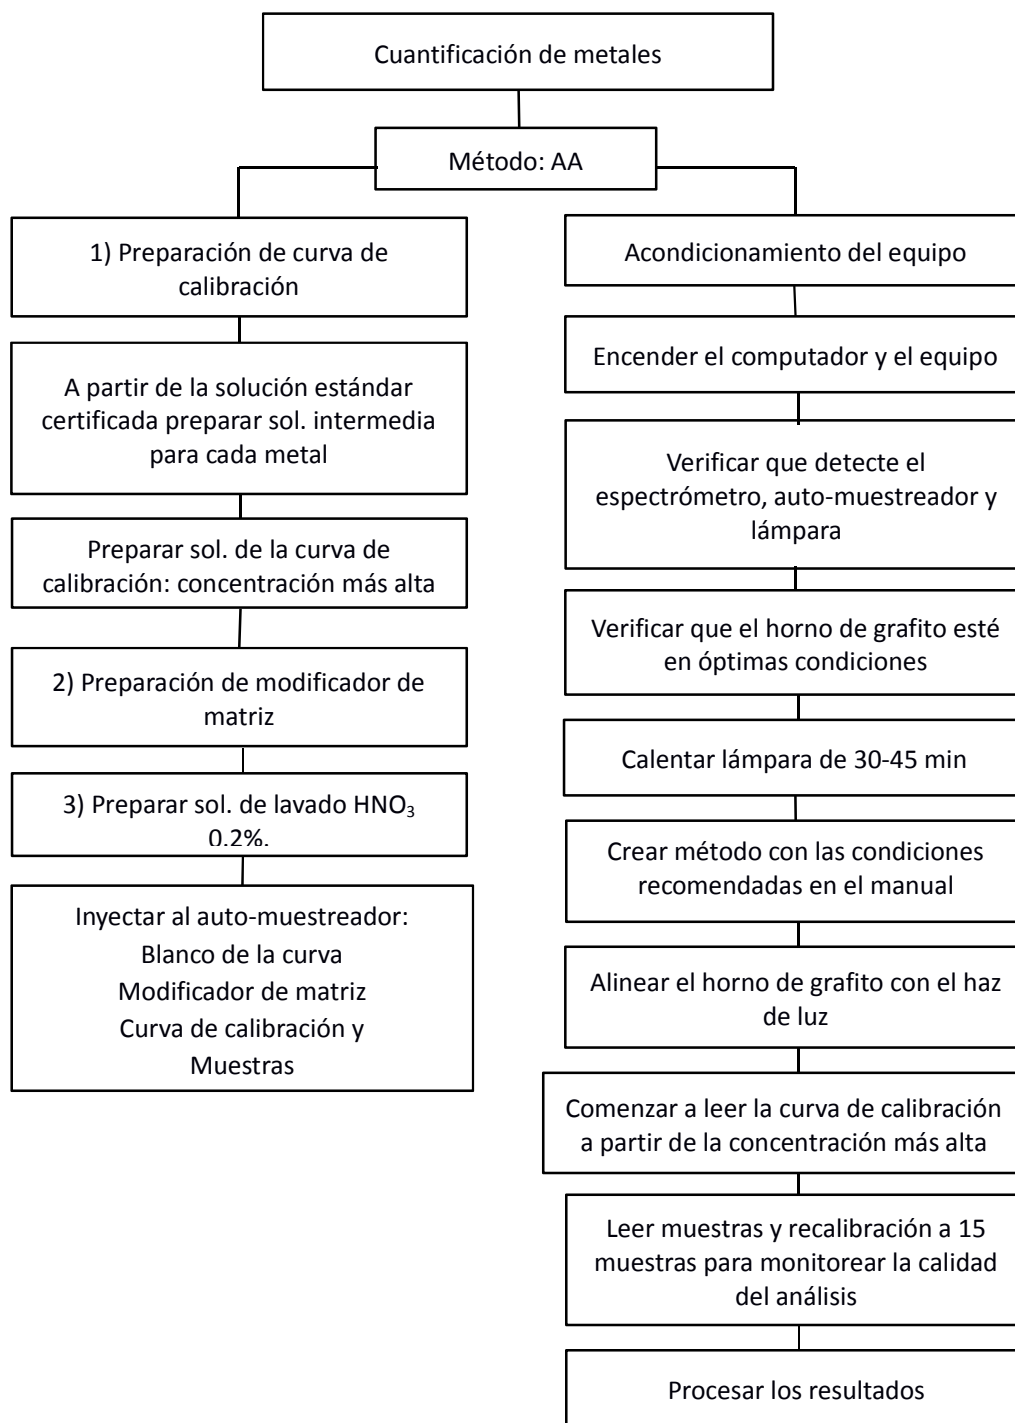 Cuantificación de metales
Método: AA
1) Preparación de curva de
calibración
A partir de la solución estándar
certificada preparar sol. intermedia
para cada metal
Preparar sol. de la curva de
calibración: concentración más alta
2) Preparación de modificador de
matriz
3) Preparar sol. de lavado HNO₃
0.2%.
Inyectar al auto-muestreador:
Blanco de la curva
Modificador de matriz
Curva de calibración y
Muestras
Acondicionamiento del equipo
Encender el computador y el equipo
Verificar que detecte el
espectrómetro, auto-muestreador y
lámpara
Verificar que el horno de grafito esté
en óptimas condiciones
Calentar lámpara de 30-45 min
Crear método con las condiciones
recomendadas en el manual
Alinear el horno de grafito con el haz
de luz
Comenzar a leer la curva de calibración
a partir de la concentración más alta
Leer muestras y recalibración a 15
muestras para monitorear la calidad
del análisis
Procesar los resultados